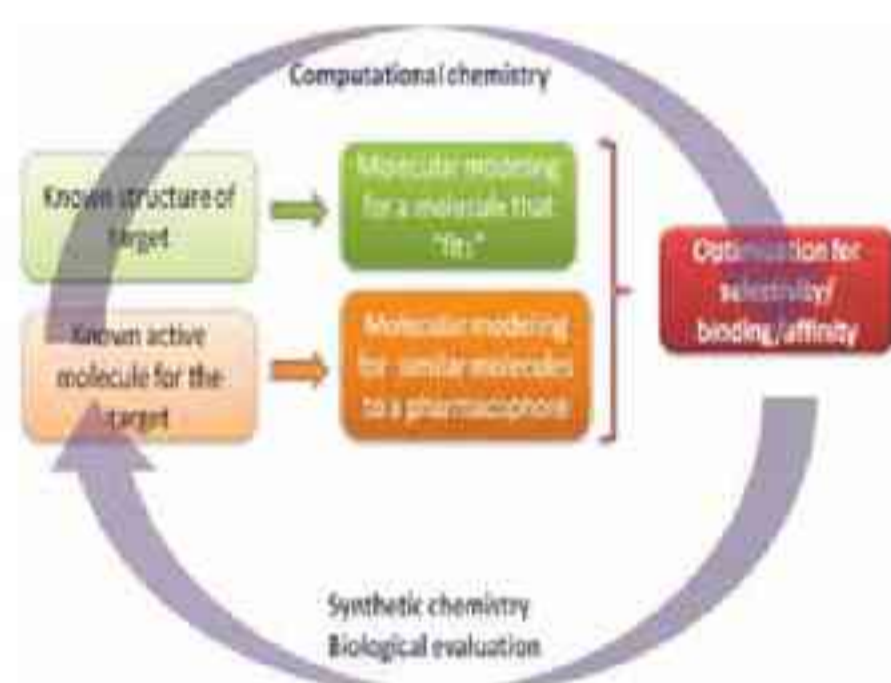 Computational chemistry
Known structure of
target
Molecular modeling
for a molecule that
"fits"
Known active
molecule for the
target
Molecular modeling
for similar molecules
to a pharmacophore
Optimization for
selectivity/
binding/affinity
Synthetic chemistry
Biological evaluation